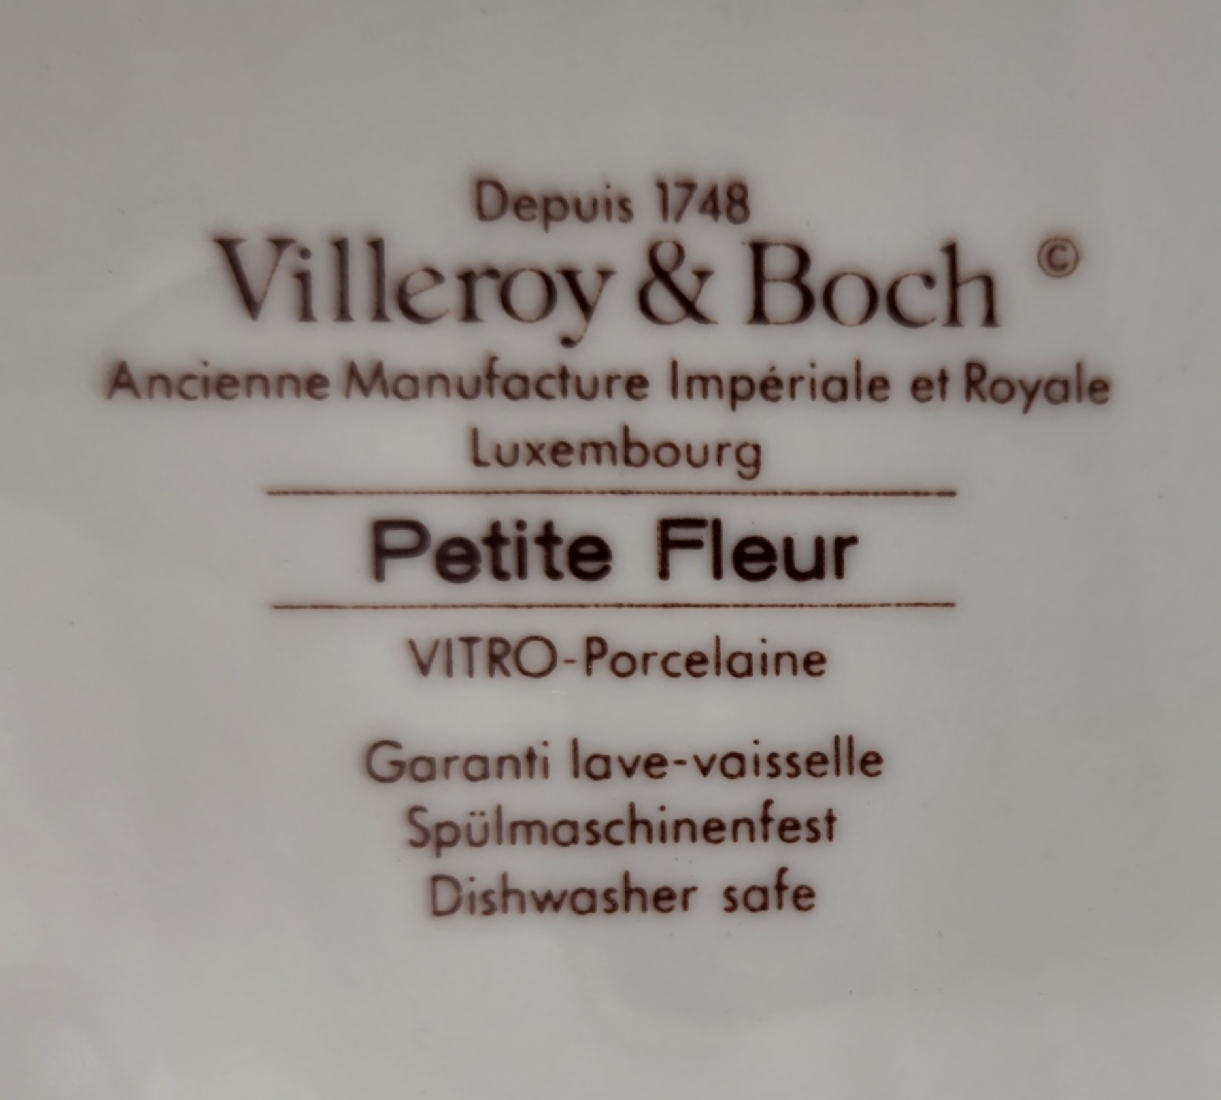 Depuis 1748
Villeroy & Boch ©
Ancienne Manufacture Impériale et Royale
Luxembourg
Petite Fleur
VITRO-Porcelaine
Garanti lave-vaisselle
Spülmaschinenfest
Dishwasher safe